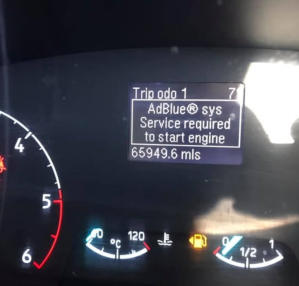 Trip odo 1 7
AdBlue® sys
Service required
to start engine
65949.6 mls
4
5
6
60 °C 120
0 1/2 1